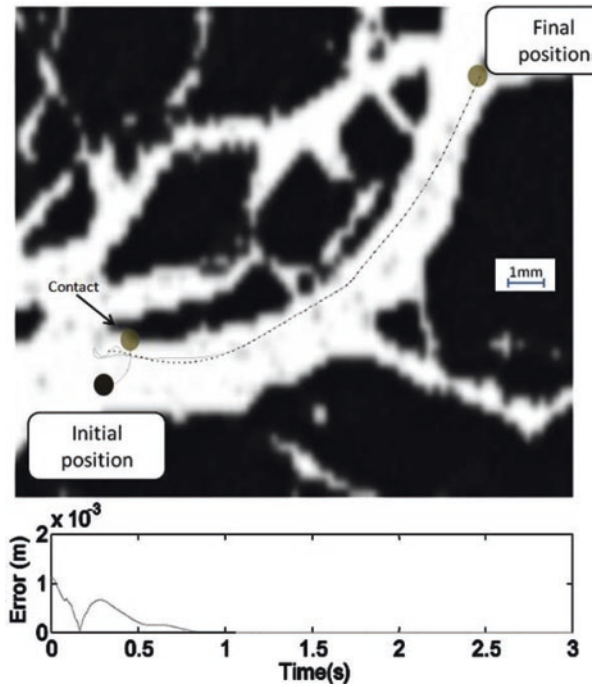 Final
position
1mm
Contact
Initial
position
× 10⁻³
2
1
0
Error (m)
0 0.5 1 1.5 2 2.5 3
Time(s)